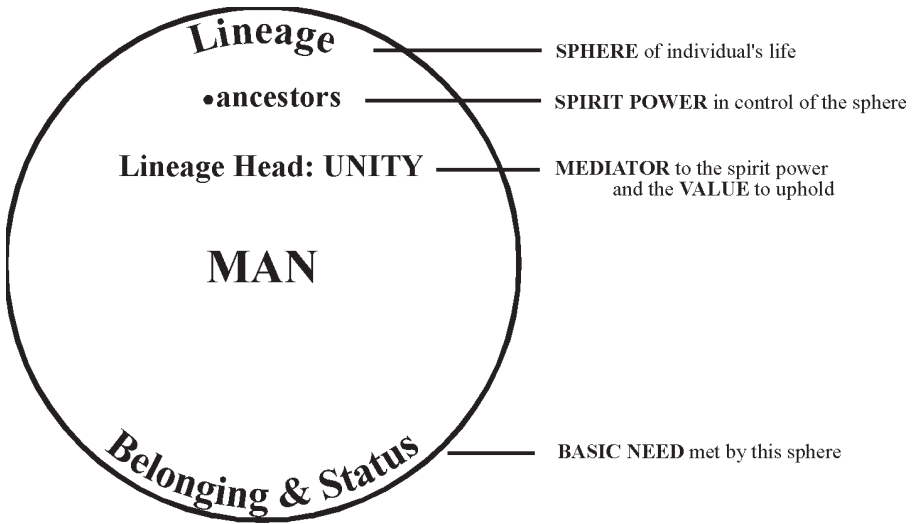 Lineage
SPHERE of individual's life
•ancestors
SPIRIT POWER in control of the sphere
Lineage Head: UNITY
MEDIATOR to the spirit power
and the VALUE to uphold
MAN
Belonging & Status
BASIC NEED met by this sphere